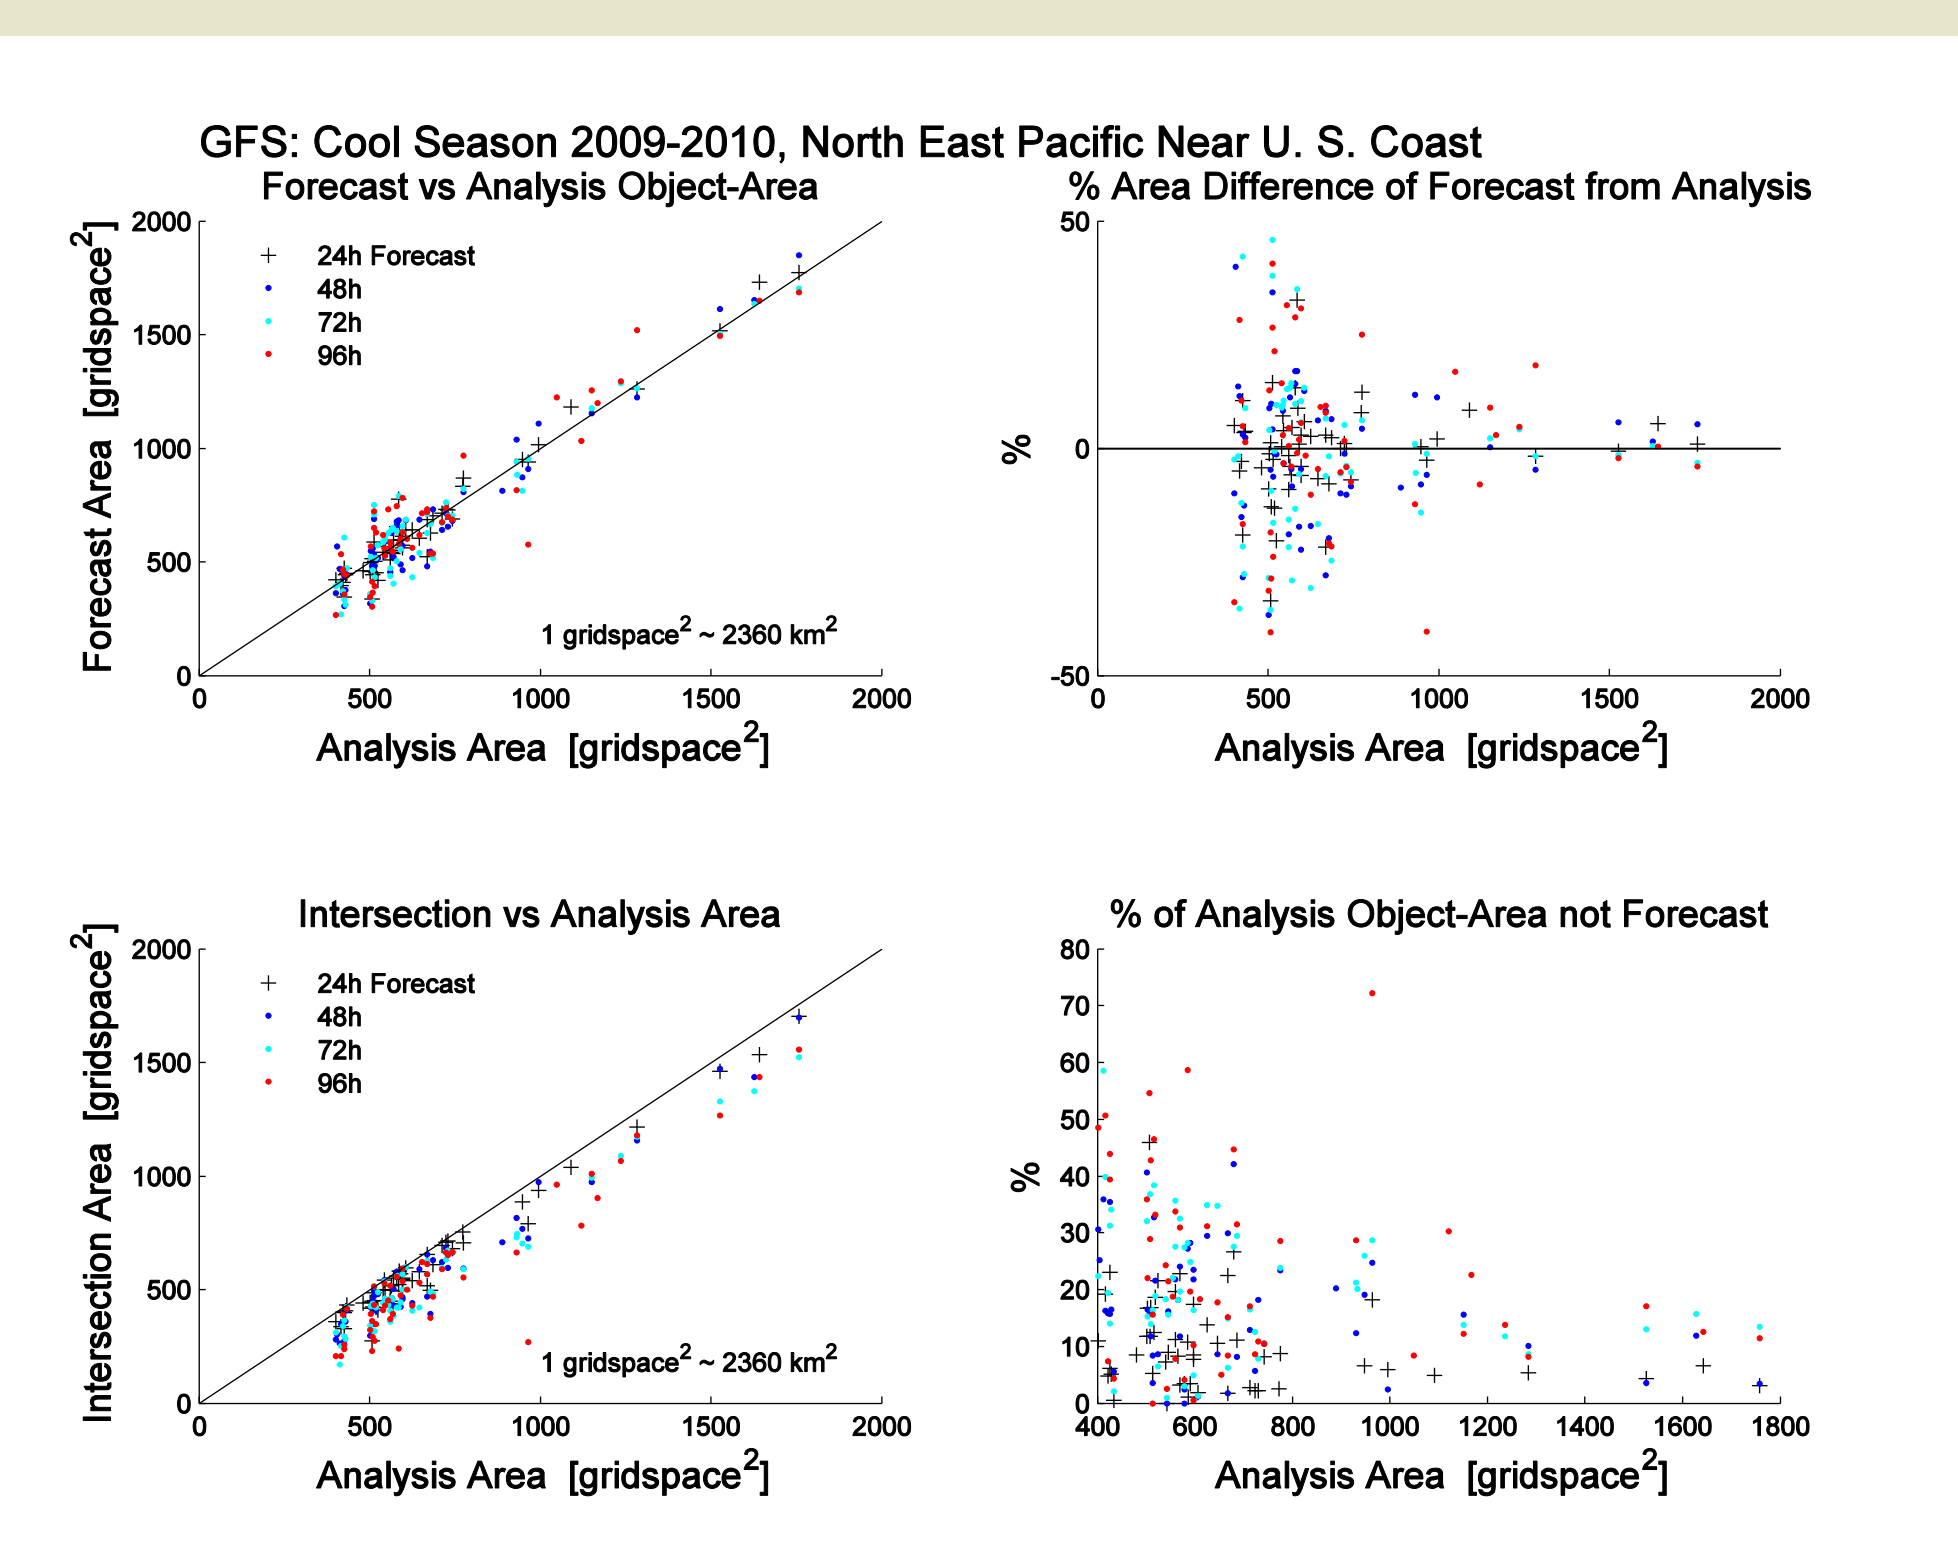 GFS: Cool Season 2009-2010, North East Pacific Near U. S. Coast
Forecast vs Analysis Object-Area
2000
1500
1000
500
0
Forecast Area [gridspace2]
24h Forecast
48h
72h
96h
1 gridspace2 ~ 2360 km2
0 500 1000 1500 2000
Analysis Area [gridspace2]
% Area Difference of Forecast from Analysis
50
0
-50
%
0 500 1000 1500 2000
Analysis Area [gridspace2]
Intersection vs Analysis Area
2000
1500
1000
500
0
Intersection Area [gridspace2]
24h Forecast
48h
72h
96h
1 gridspace2 ~ 2360 km2
0 500 1000 1500 2000
Analysis Area [gridspace2]
% of Analysis Object-Area not Forecast
80
70
60
50
40
30
20
10
0
%
400 600 800 1000 1200 1400 1600 1800
Analysis Area [gridspace2]